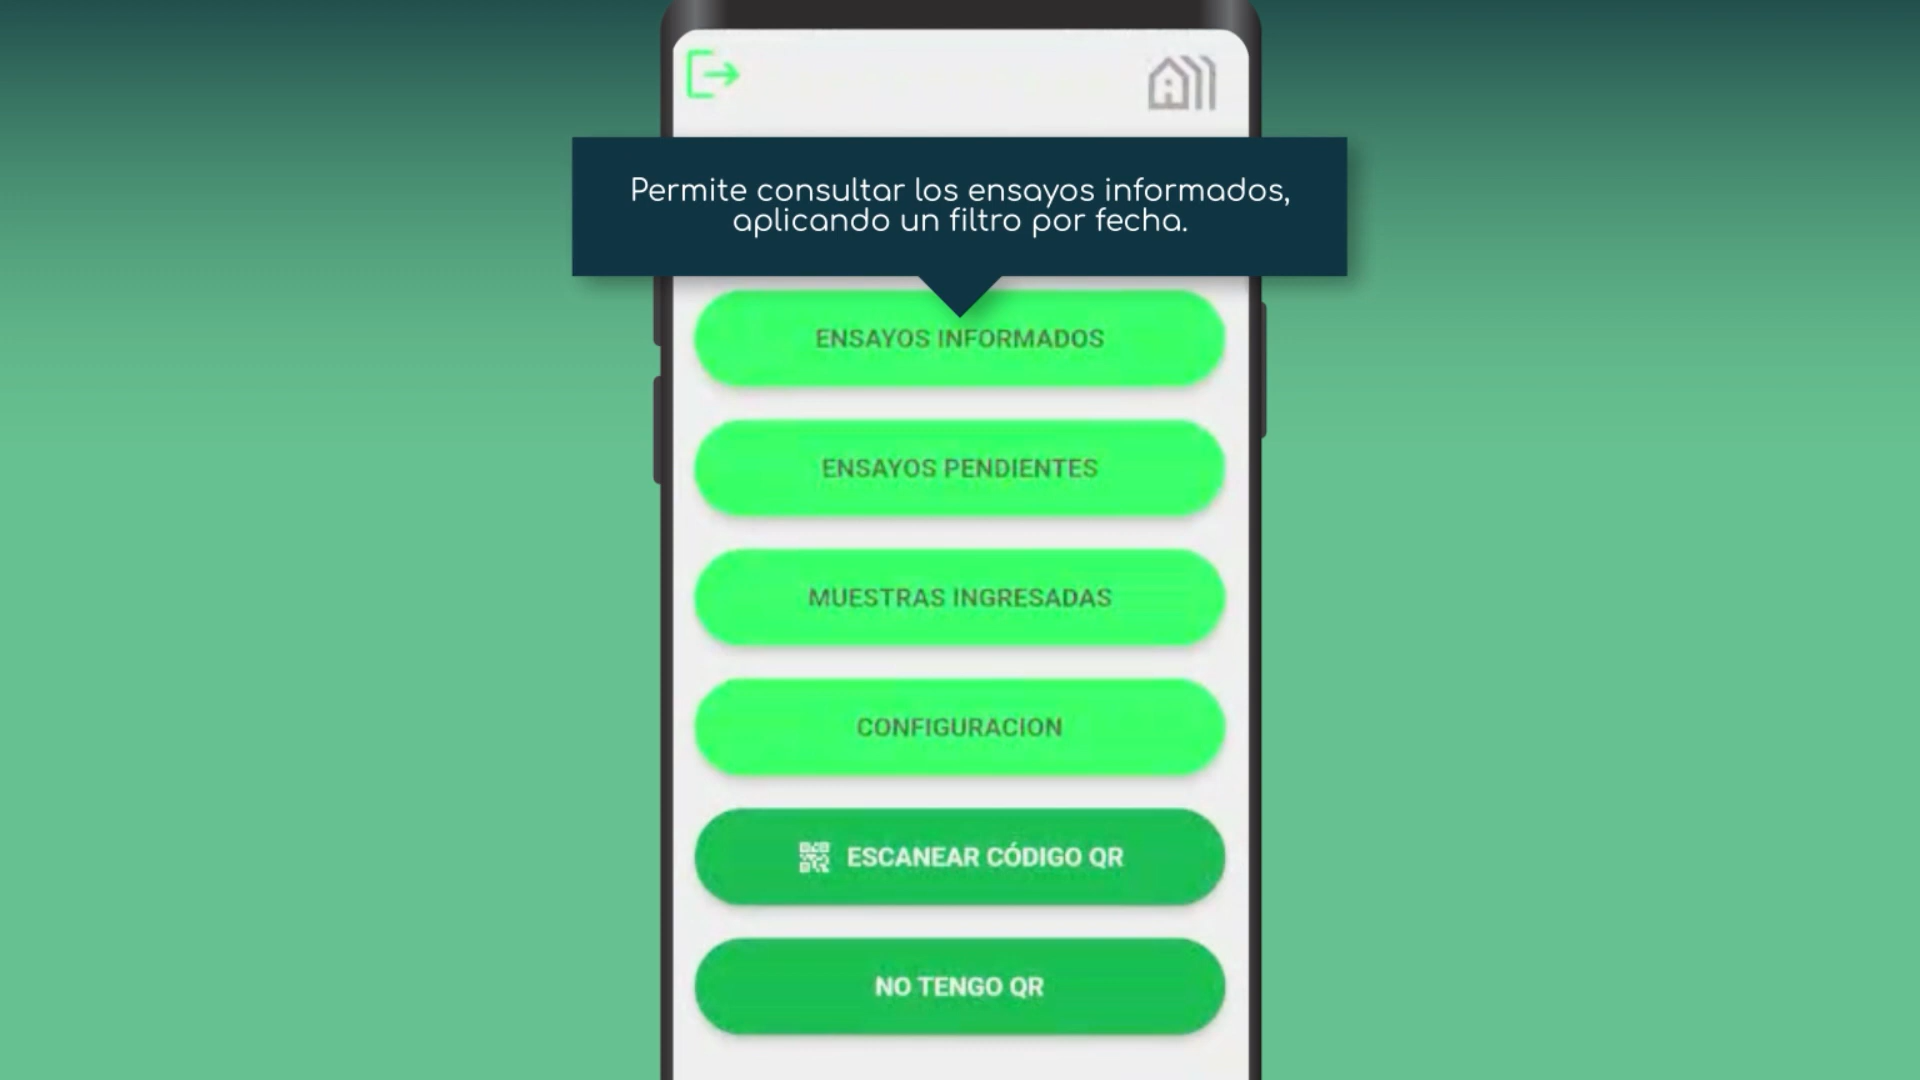 Permite consultar los ensayos informados,
aplicando un filtro por fecha.
ENSAYOS INFORMADOS
ENSAYOS PENDIENTES
MUESTRAS INGRESADAS
CONFIGURACION
ESCANEAR CÓDIGO QR
NO TENGO QR